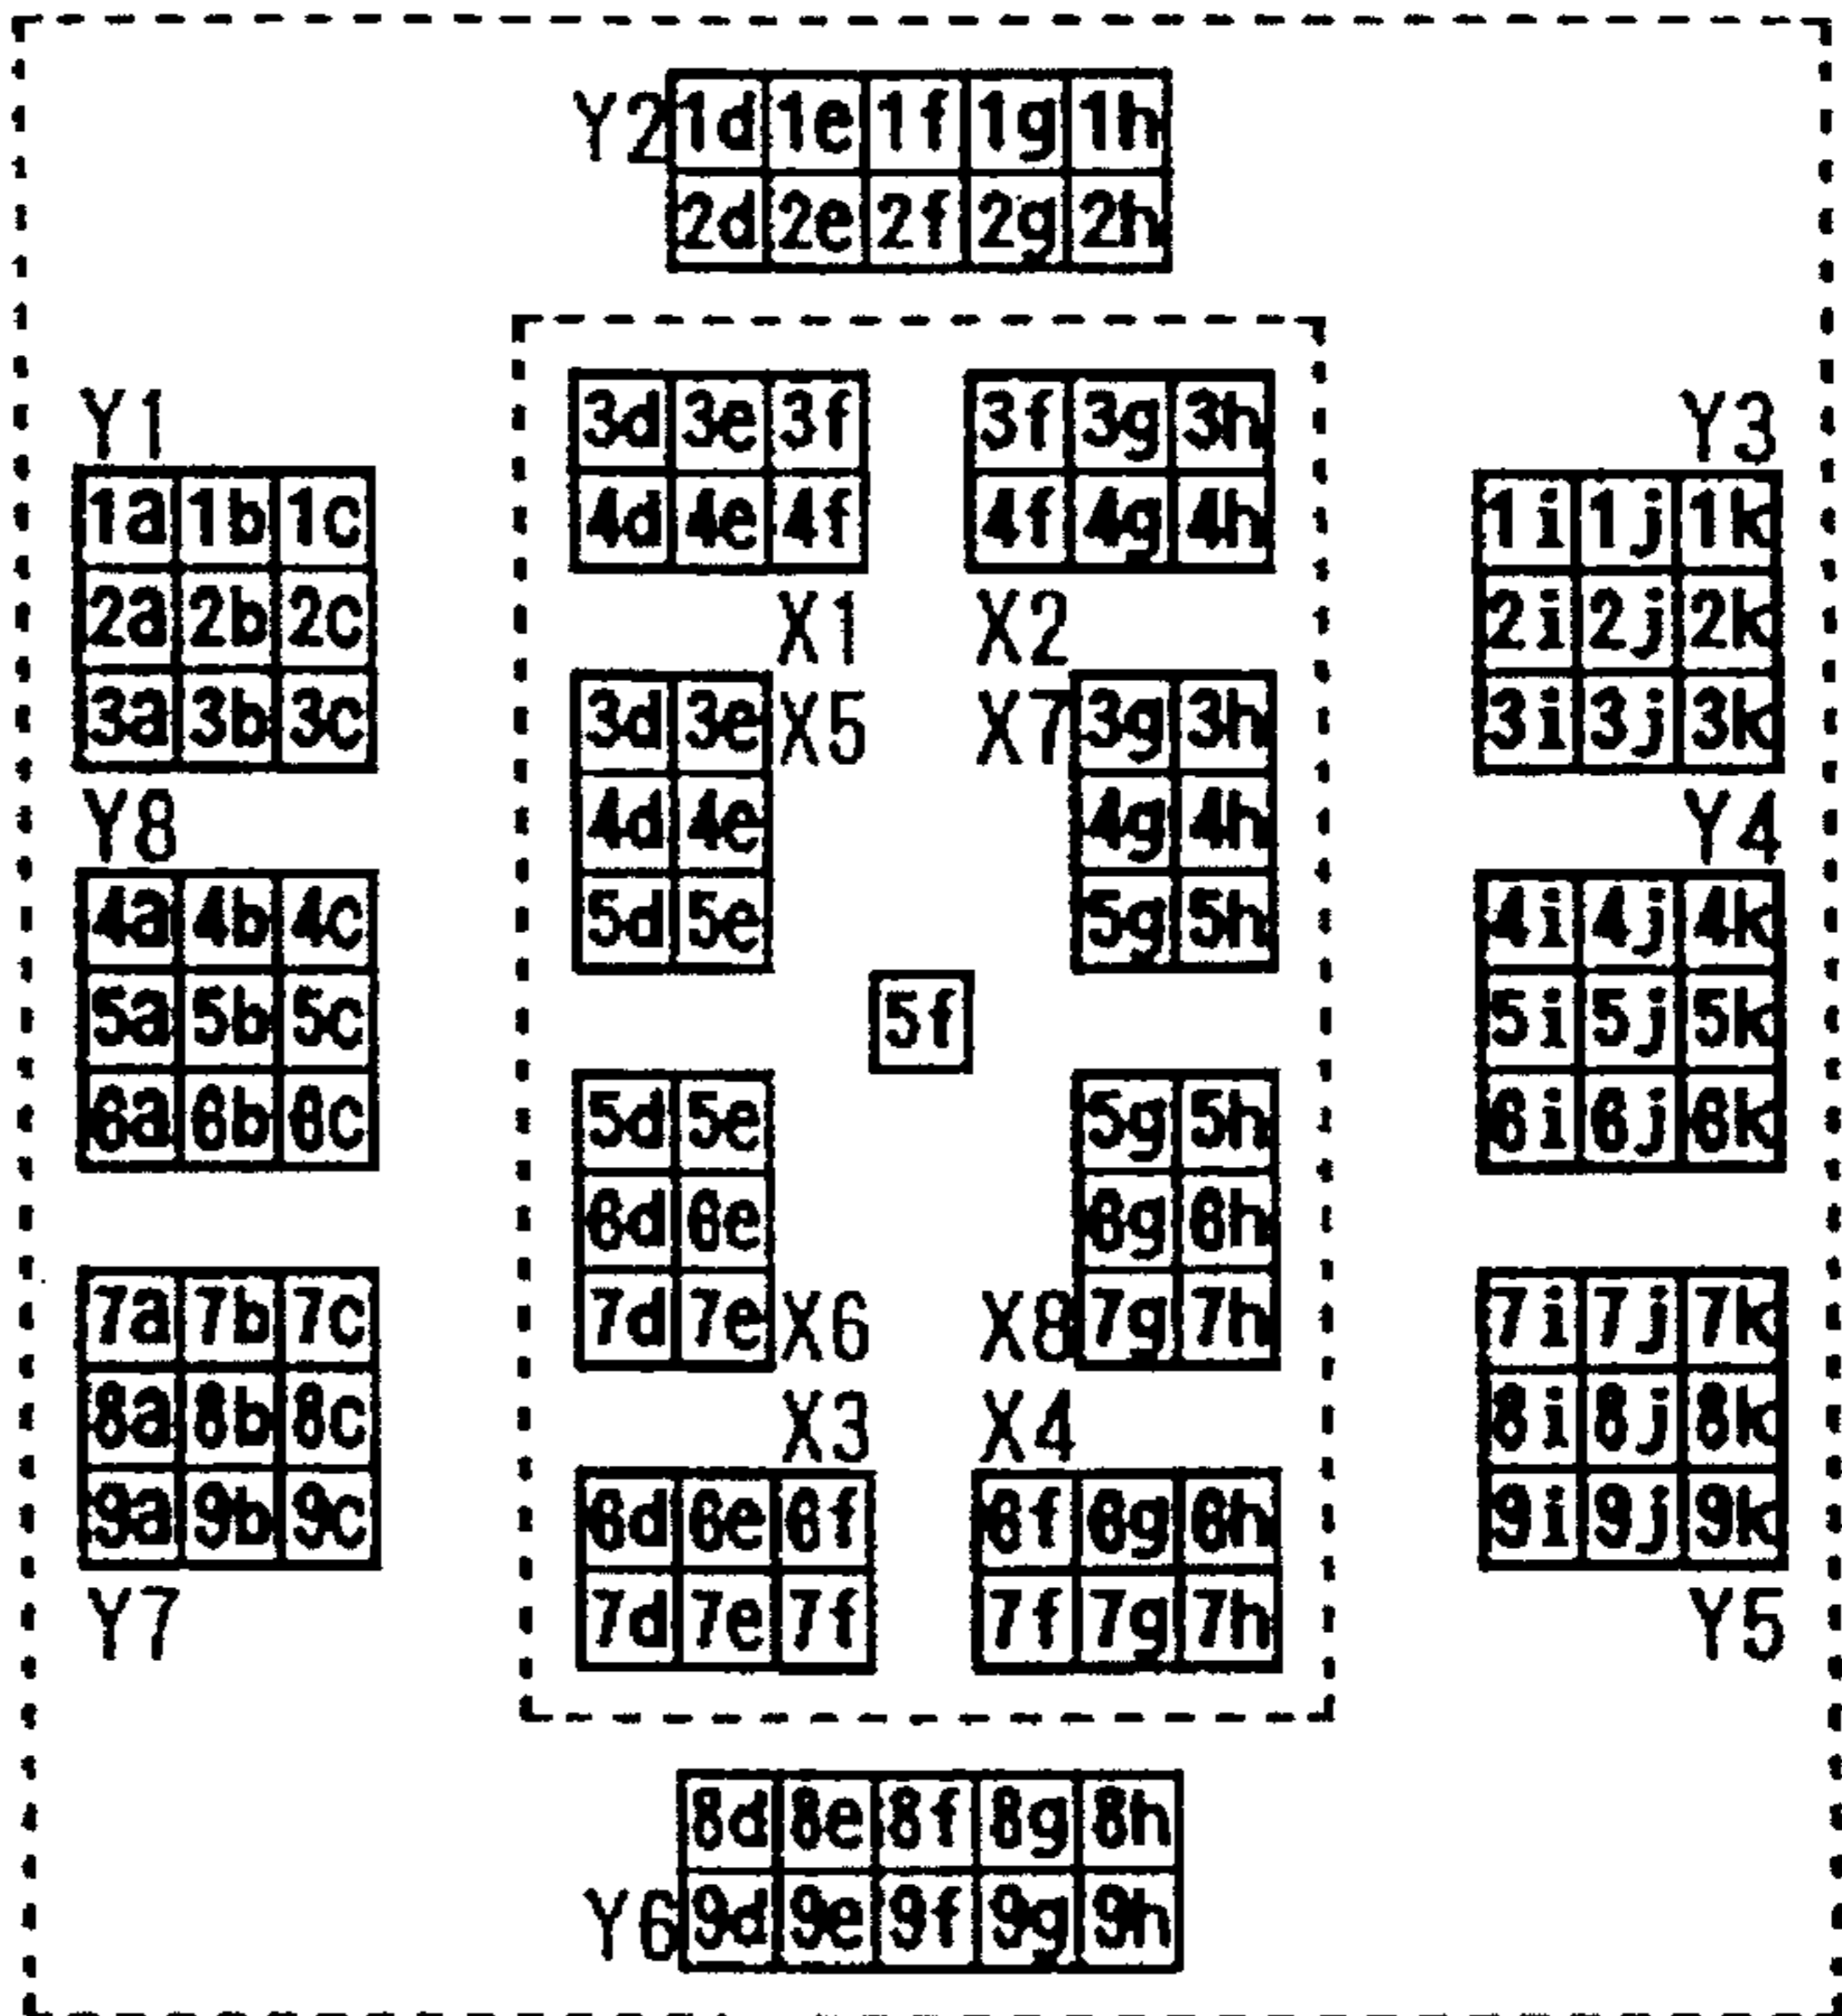 Y2 1d 1e 1f 1g 1h
2d 2e 2f 2g 2h
Y1
1a 1b 1c
2a 2b 2c
3a 3b 3c
3d 3e 3f
4d 4e 4f
X1
3f 3g 3h
4f 4g 4h
X2
Y3
1i 1j 1k
2i 2j 2k
3i 3j 3k
X5
3d 3e
4d 4e
5d 5e
X7
3g 3h
4g 4h
5g 5h
Y8
4a 4b 4c
5a 5b 5c
6a 6b 6c
5f
Y4
4i 4j 4k
5i 5j 5k
6i 6j 6k
5d 5e
6d 6e
7d 7e
X6
5g 5h
6g 6h
7g 7h
X8
7a 7b 7c
8a 8b 8c
9a 9b 9c
Y7
X3
6d 6e 6f
7d 7e 7f
X4
6f 6g 6h
7f 7g 7h
7i 7j 7k
8i 8j 8k
9i 9j 9k
Y5
8d 8e 8f 8g 8h
Y6 9d 9e 9f 9g 9h